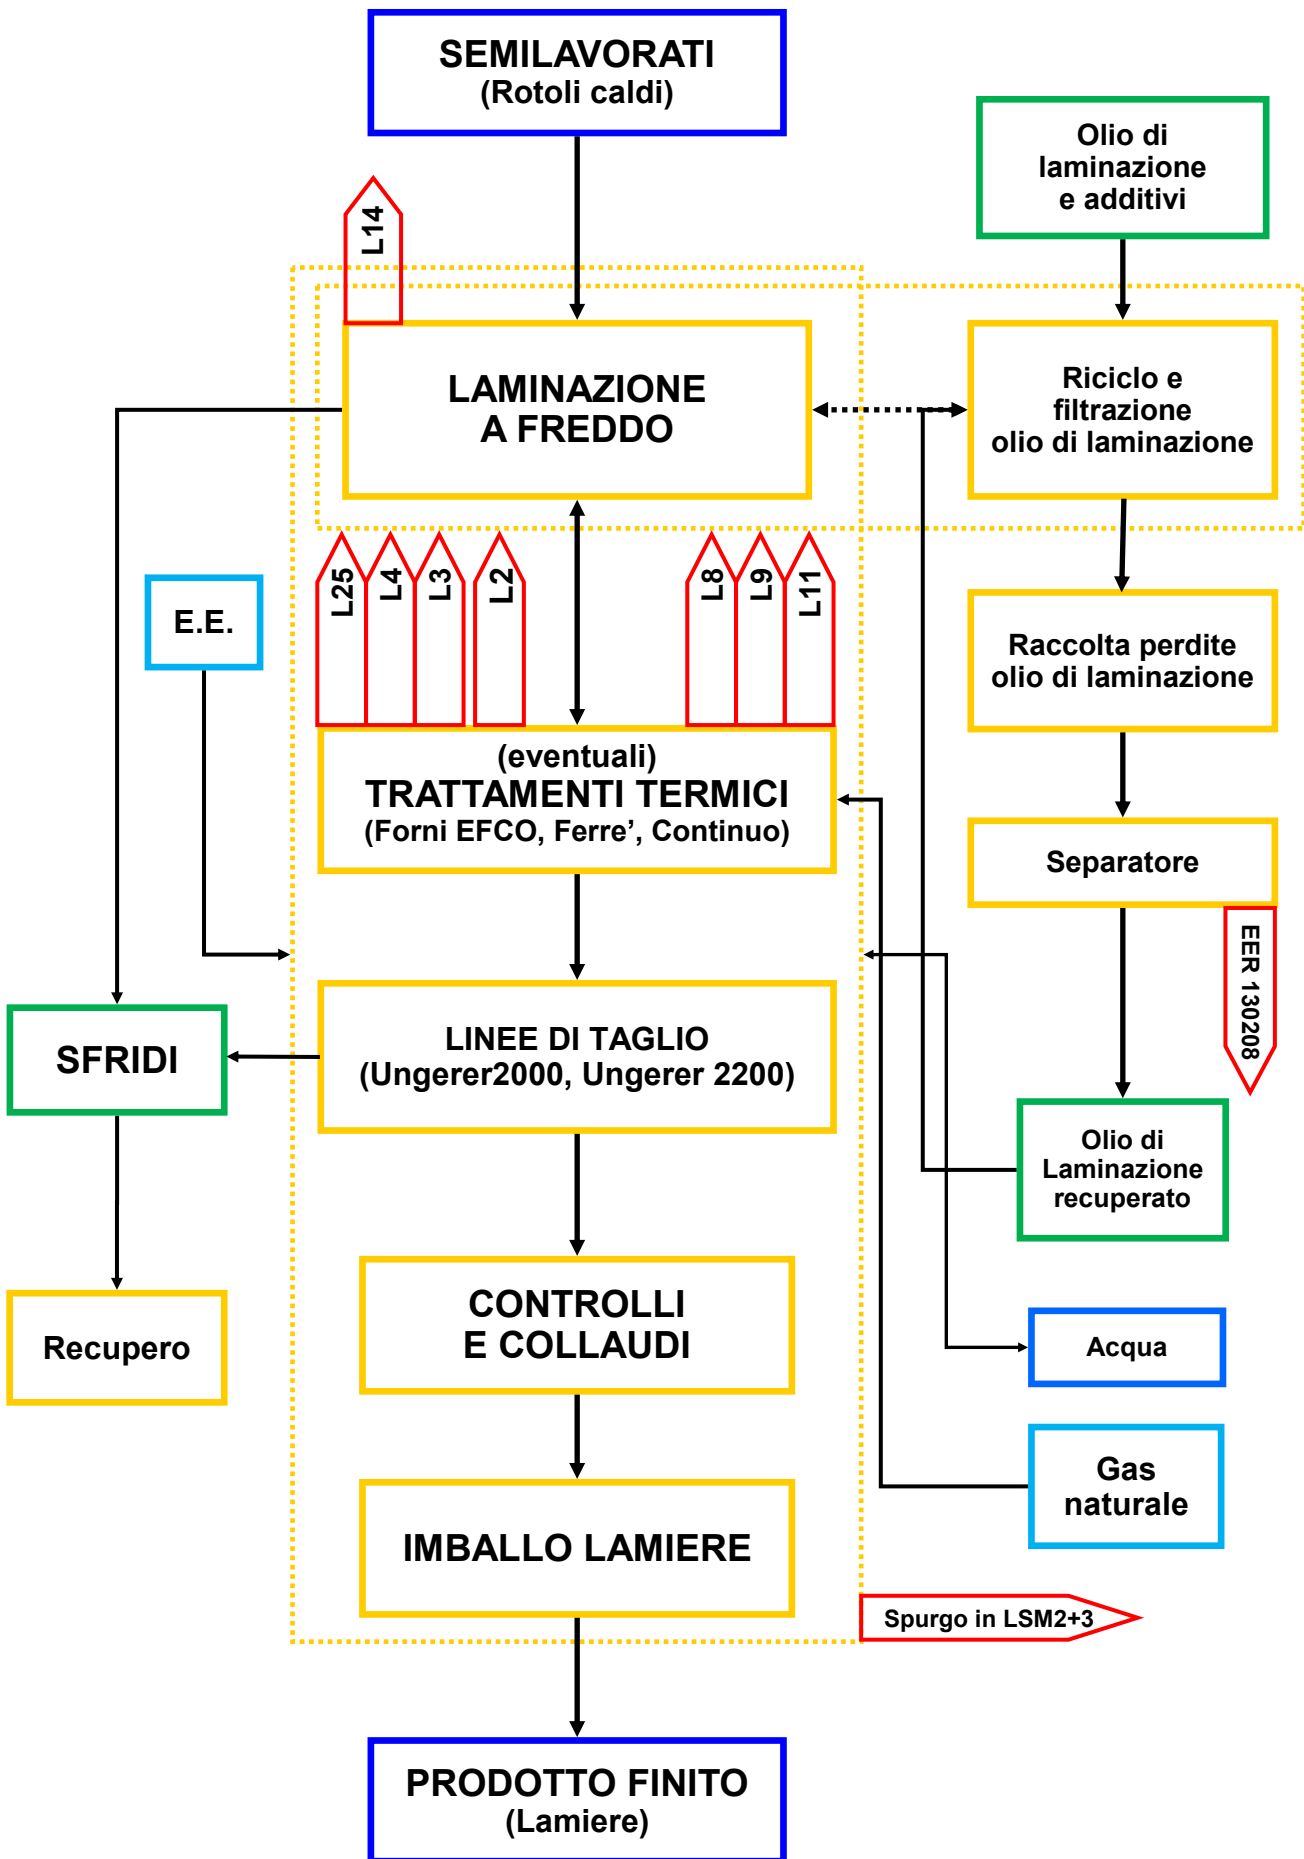 SEMILAVORATI
(Rotoli caldi)
Olio di
laminazione
e additivi
L14
LAMINAZIONE
A FREDDO
Riciclo e
filtrazione
olio di laminazione
L25
L4
L3
L2
L8
L9
L11
E.E.
Raccolta perdite
olio di laminazione
(eventuali)
TRATTAMENTI TERMICI
(Forni EFCO, Ferre’, Continuo)
Separatore
EER 130208
LINEE DI TAGLIO
(Ungerer2000, Ungerer 2200)
SFRIDI
Olio di
Laminazione
recuperato
CONTROLLI
E COLLAUDI
Recupero
Acqua
Gas
naturale
IMBALLO LAMIERE
Spurgo in LSM2+3
PRODOTTO FINITO
(Lamiere)